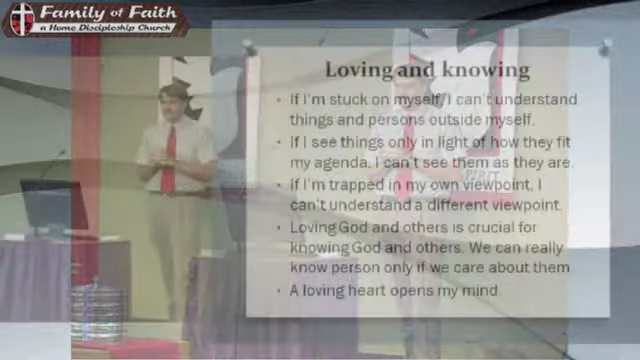 Family of Faith
a Home Discipleship Church
Loving and knowing
• If I'm stuck on myself, I can't understand
things and persons outside myself.
• If I see things only in light of how they fit
my agenda, I can't see them as they are.
SPIRIT
• If I'm trapped in my own viewpoint, I
can't understand a different viewpoint.
• Loving God and others is crucial for
knowing God and others. We can really
know person only if we care about them
• A loving heart opens my mind